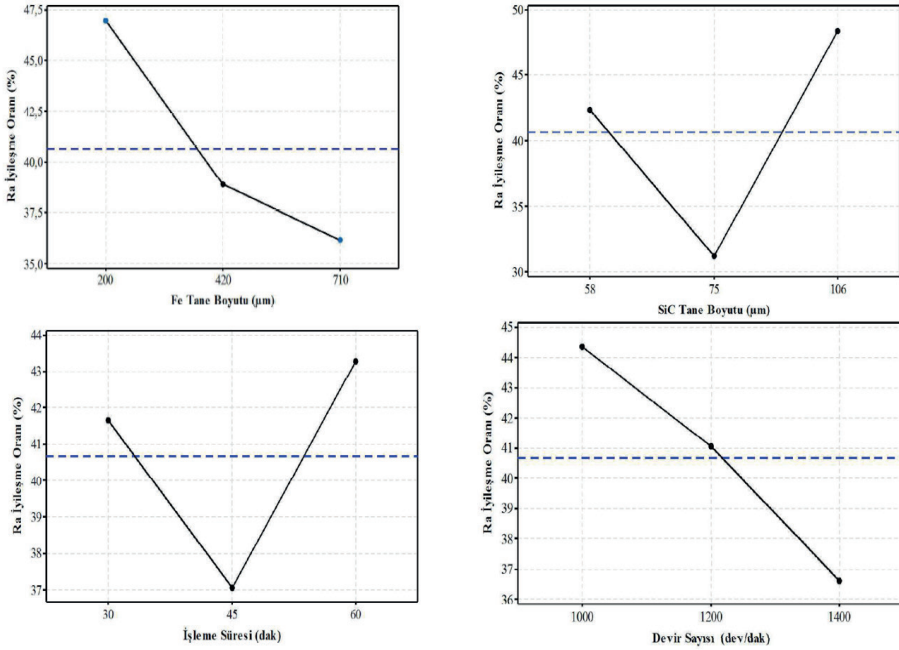 47,5
45,0
42,5
40,0
37,5
35,0
Ra İyileşme Oranı (%)
200 420 710
Fe Tane Boyutu (µm)
50
45
40
35
30
Ra İyileşme Oranı (%)
58 75 106
SiC Tane Boyutu (µm)
44
43
42
41
40
39
38
37
Ra İyileşme Oranı (%)
30 45 60
İşleme Süresi (dak)
45
44
43
42
41
40
39
38
37
36
Ra İyileşme Oranı (%)
1000 1200 1400
Devir Sayısı (dev/dak)